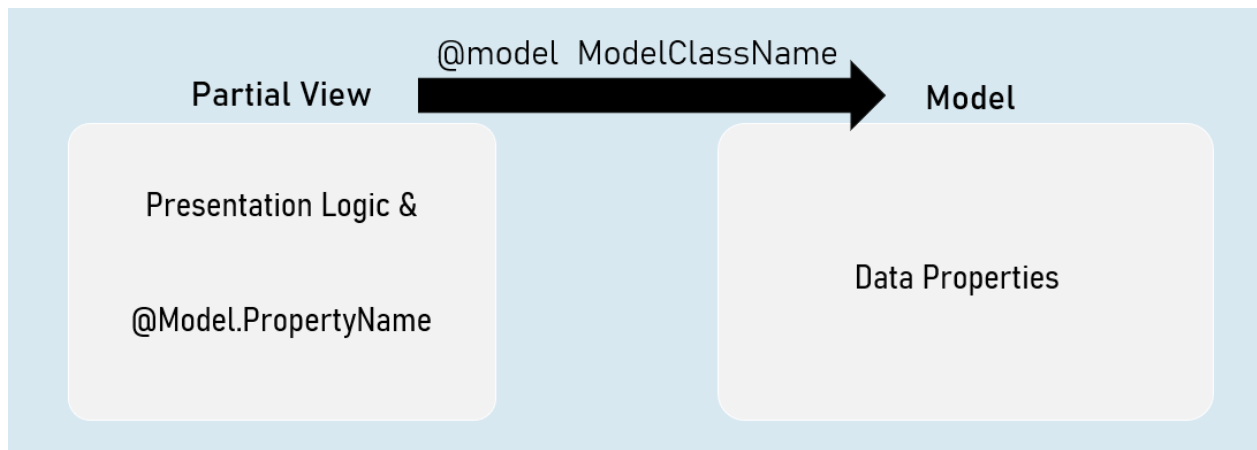 @model ModelClassName
Partial View
Model
Presentation Logic &
@Model.PropertyName
Data Properties